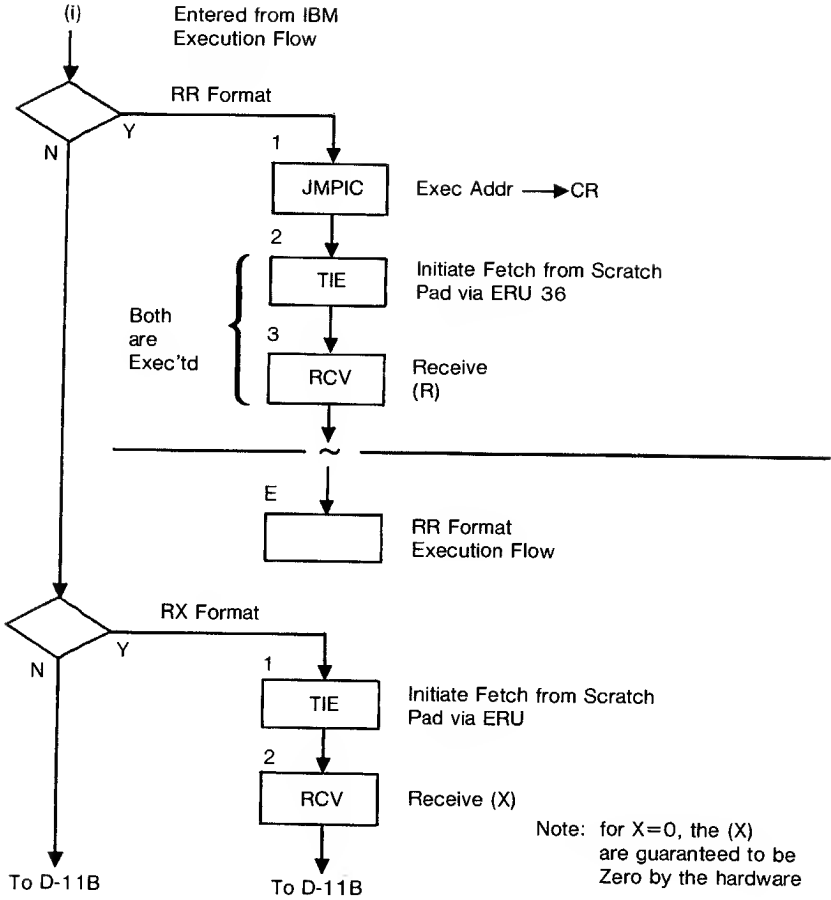 (i)
Entered from IBM
Execution Flow
RR Format
Y
N
1
JMPIC
Exec Addr ⟶CR
2
TIE
Initiate Fetch from Scratch
Pad via ERU 36
Both
are
Exec'td
3
RCV
Receive
(R)
~
E
RR Format
Execution Flow
RX Format
Y
N
1
TIE
Initiate Fetch from Scratch
Pad via ERU
2
RCV
Receive (X)
Note: for X=0, the (X)
are guaranteed to be
Zero by the hardware
To D-11B
To D-11B